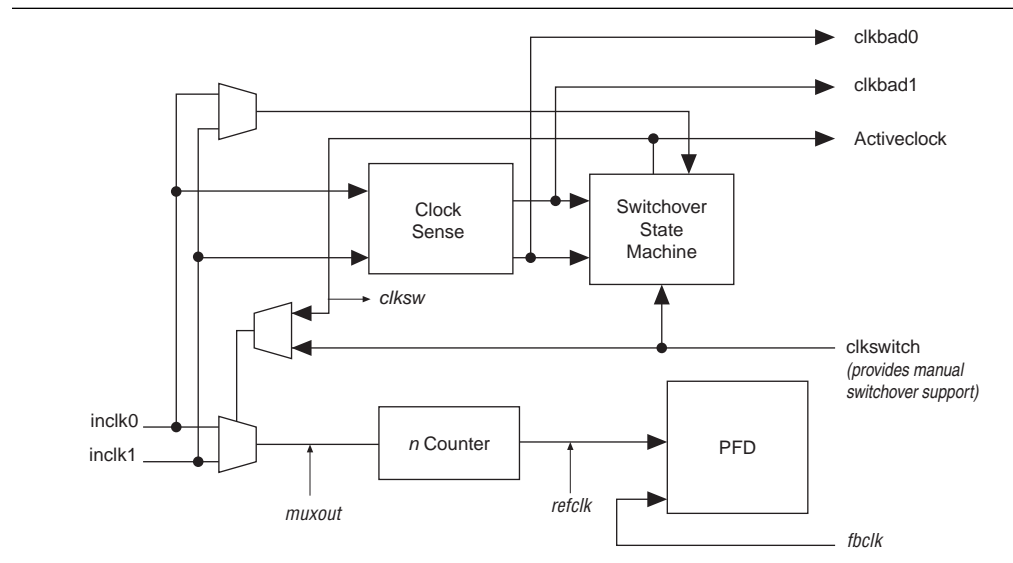 clkbad0
clkbad1
Activeclock
Clock
Sense
Switchover
State
Machine
clksw
clkswitch
(provides manual
switchover support)
inclk0
inclk1
n Counter
PFD
muxout
refclk
fbclk